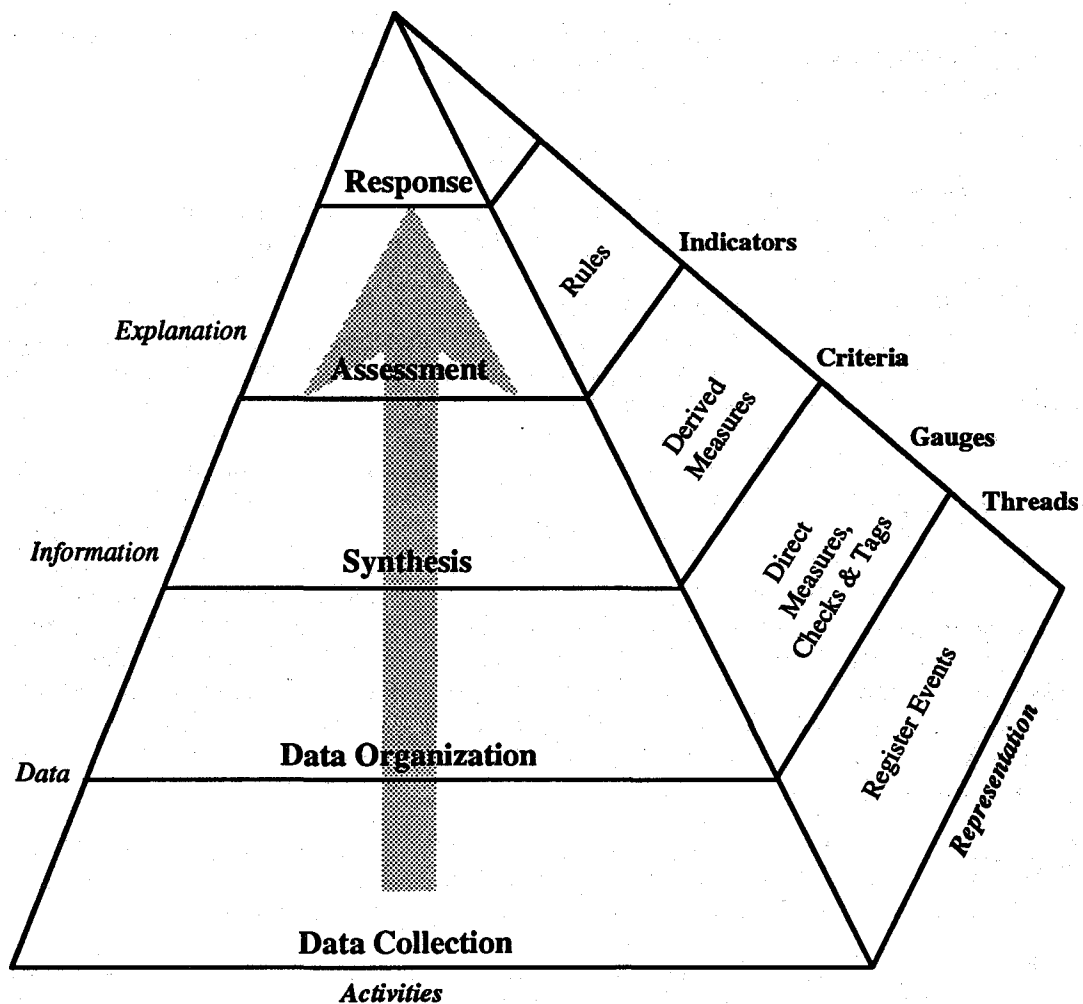 Response
Indicators
Rules
Explanation
Criteria
Assessment
Derived
Measures
Gauges
Threads
Information
Synthesis
Direct
Measures,
Checks & Tags
Data Organization
Data
Register Events
Representation
Data Collection
Activities